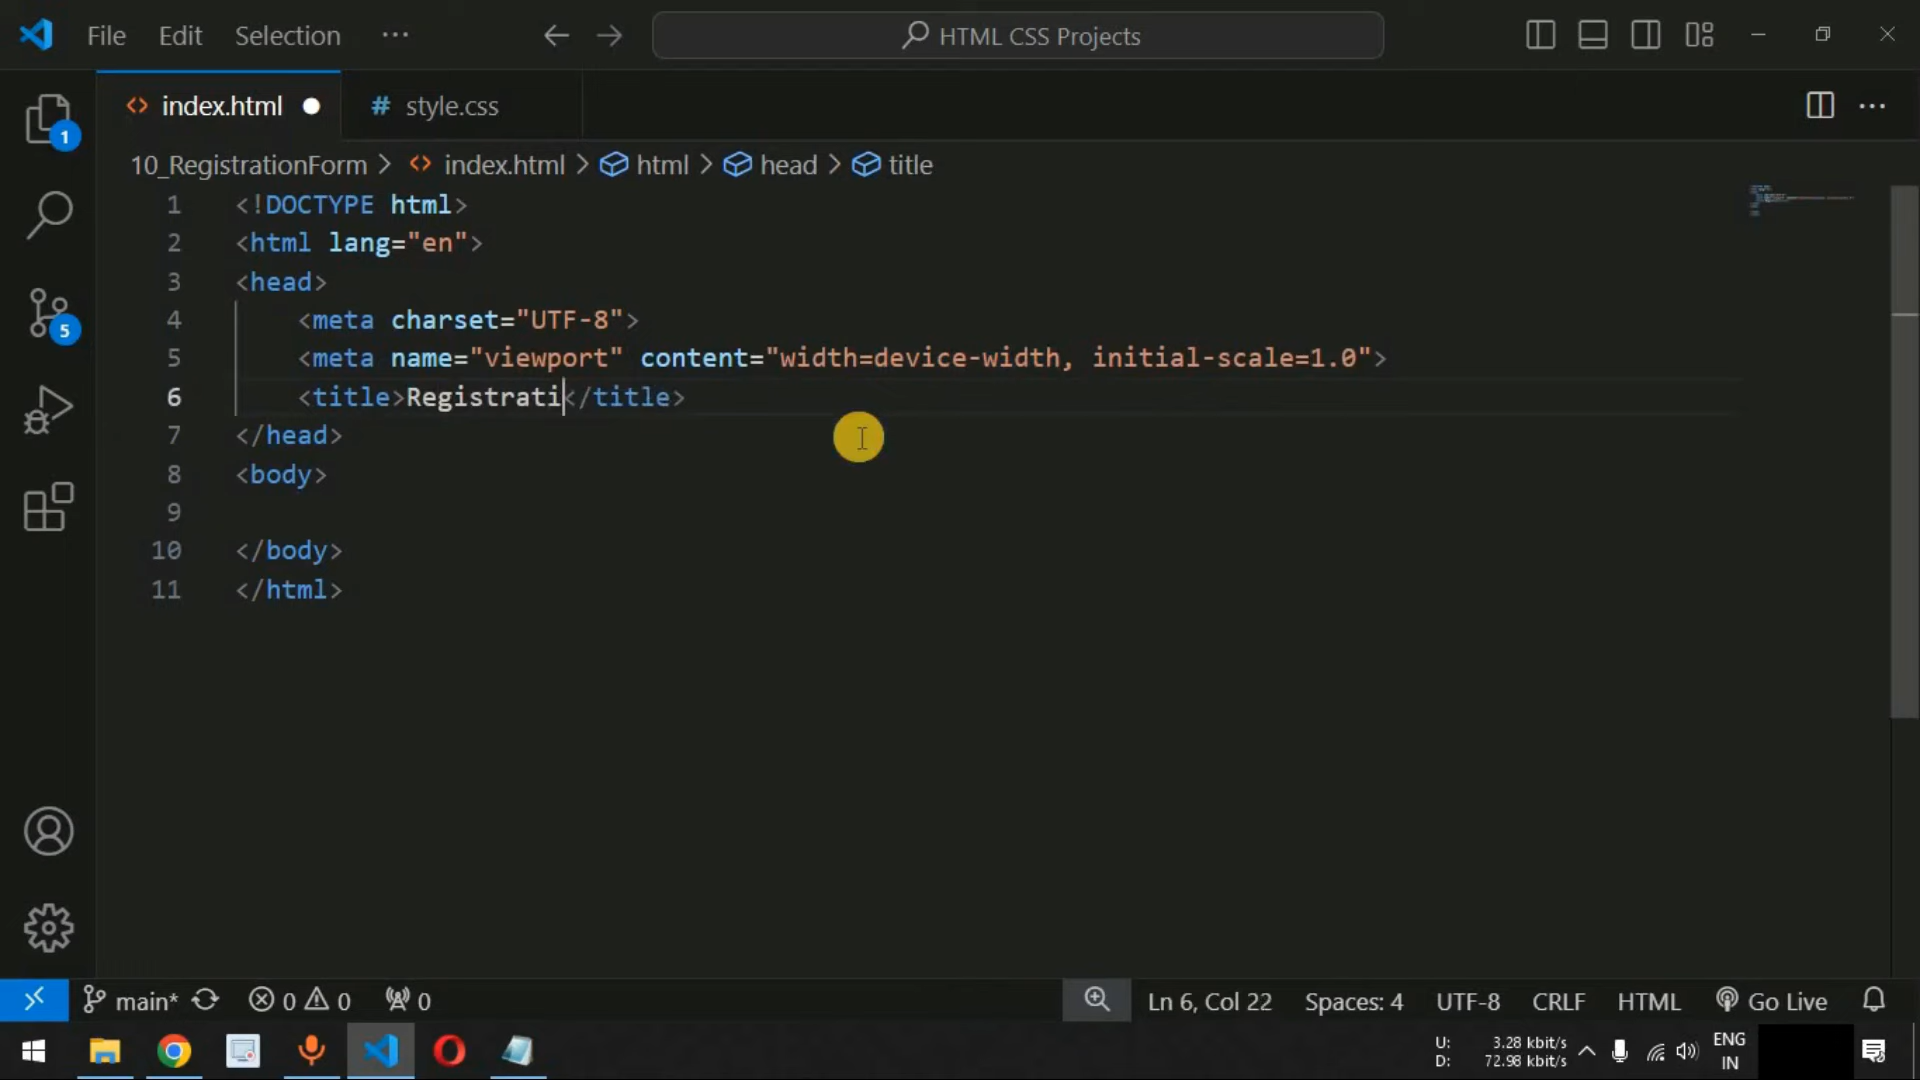 File Edit Selection ··· HTML CSS Projects
index.html # style.css ···
10_RegistrationForm > index.html > html > head > title
1 <!DOCTYPE html>
2 <html lang="en">
3 <head>
4 <meta charset="UTF-8">
5 <meta name="viewport" content="width=device-width, initial-scale=1.0">
6 <title>Registrati</title>
7 </head>
8 <body>
9
10 </body>
11 </html>
1
5
main* 0 0 0 Ln 6, Col 22 Spaces: 4 UTF-8 CRLF HTML Go Live
U: 3.28 kbit/s ENG
D: 72.98 kbit/s IN